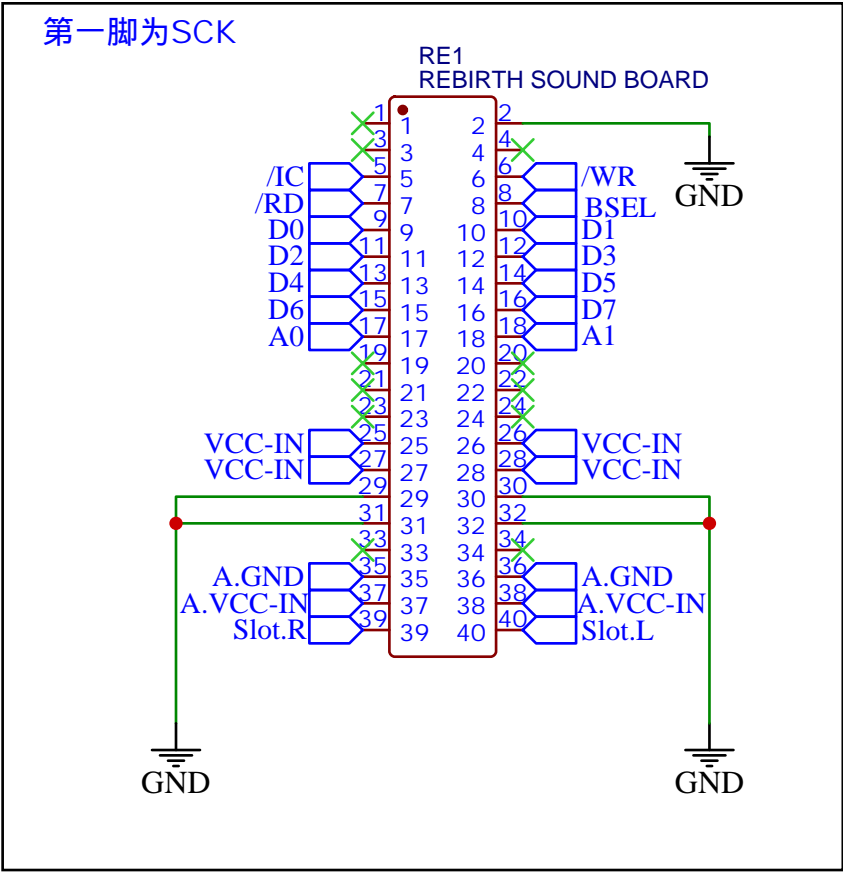 第一脚为SCK
RE1
REBIRTH SOUND BOARD
1 1 2 2
3 3 4 4
/IC 5 5 6 6 /WR
/RD 7 7 8 8 BSEL
D0 9 9 10 10 D1
D2 11 11 12 12 D3
D4 13 13 14 14 D5
D6 15 15 16 16 D7
A0 17 17 18 18 A1
19 19 20 20
21 21 22 22
23 23 24 24
VCC-IN 25 25 26 26 VCC-IN
VCC-IN 27 27 28 28 VCC-IN
29 29 30 30
31 31 32 32
33 33 34 34
A.GND 35 35 36 36 A.GND
A.VCC-IN 37 37 38 38 A.VCC-IN
Slot.R 39 39 40 40 Slot.L
GND
GND
GND